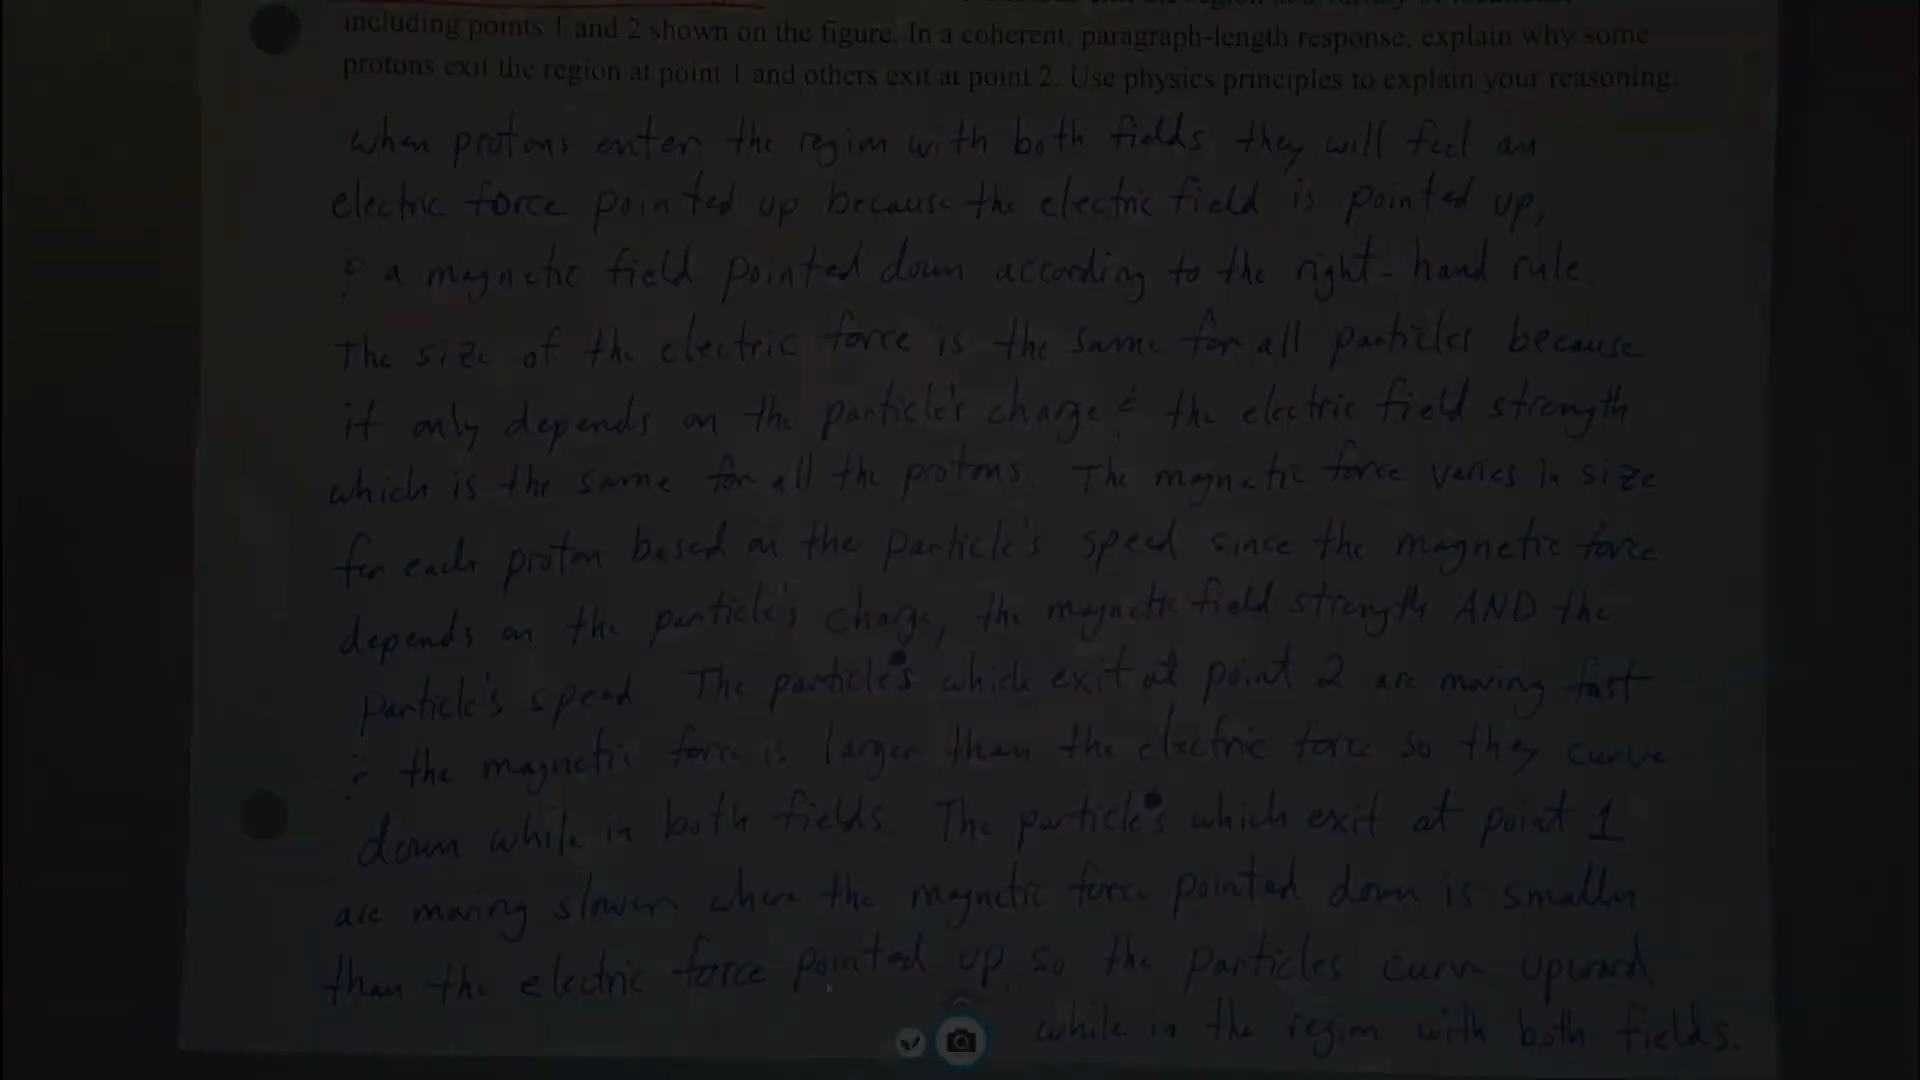 including points 1 and 2 shown on the figure. In a coherent, paragraph-length response, explain why some
protons exit the region at point 1 and others exit at point 2. Use physics principles to explain your reasoning.
When protons enter the region with both fields they will feel an
electric force pointed up because the electric field is pointed up,
& a magnetic field pointed down according to the right-hand rule.
The size of the electric force is the same for all particles because
it only depends on the particle's charge & the electric field strength
which is the same for all the protons. The magnetic force varies in size
for each proton based on the particle's speed since the magnetic force
depends on the particle's charge, the magnetic field strength AND the
particle's speed. The particles which exit at point 2 are moving fast
& the magnetic force is larger than the electric force so they curve
down while in both fields. The particles which exit at point 1
are moving slower where the magnetic force pointed down is smaller
than the electric force pointed up, so the particles curve upward
while in the region with both fields.